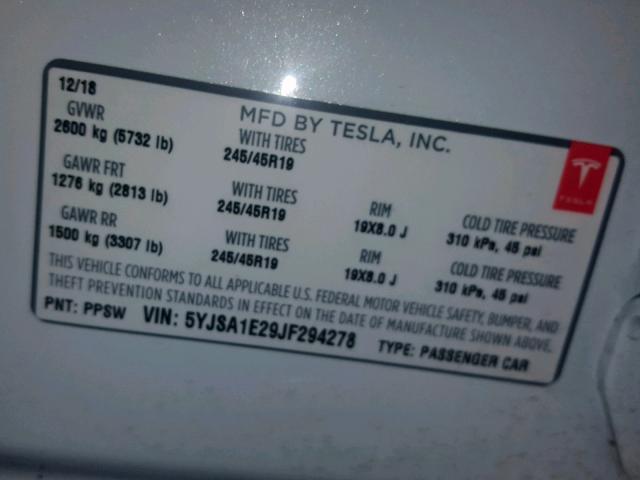 12/18
MFD BY TESLA, INC.
GVWR
2600 kg (5732 lb) WITH TIRES
245/45R19
GAWR FRT
1276 kg (2813 lb) WITH TIRES RIM COLD TIRE PRESSURE
245/45R19 19X8.0 J 310 kPa, 45 psi
GAWR RR
1500 kg (3307 lb) WITH TIRES RIM COLD TIRE PRESSURE
245/45R19 19X8.0 J 310 kPa, 45 psi
THIS VEHICLE CONFORMS TO ALL APPLICABLE U.S. FEDERAL MOTOR VEHICLE SAFETY, BUMPER, AND
THEFT PREVENTION STANDARDS IN EFFECT ON THE DATE OF MANUFACTURE SHOWN ABOVE.
PNT: PPSW VIN: 5YJSA1E29JF294278 TYPE: PASSENGER CAR
TESLA